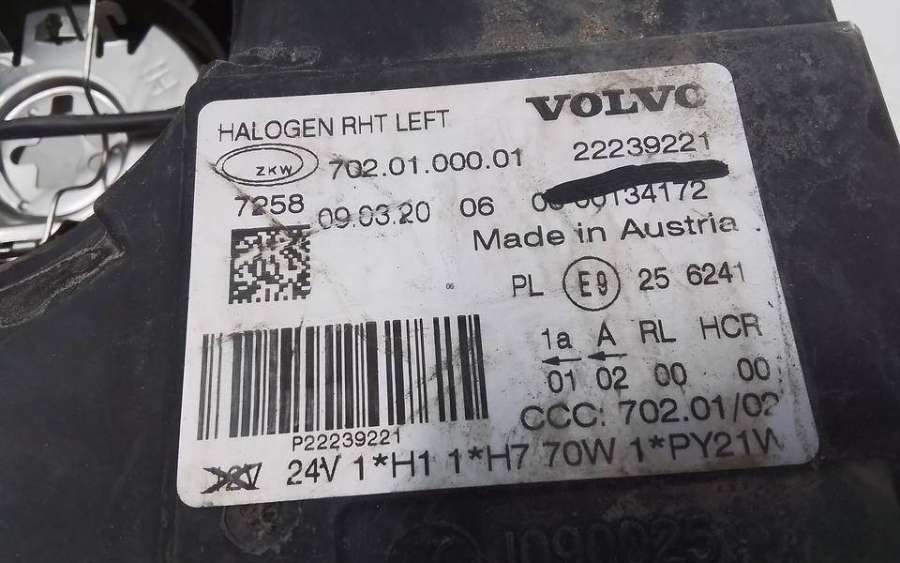 HALOGEN RHT LEFT VOLVO
ZKW 702.01.000.01 22239221
7258 09.03.20 06 00134172
Made in Austria
06 PL E9 25 6241
1a A RL HCR
01 02 00 00
CCC: 702.01/02
P22239221
24V 1*H1 1*H7 70W 1*PY21W